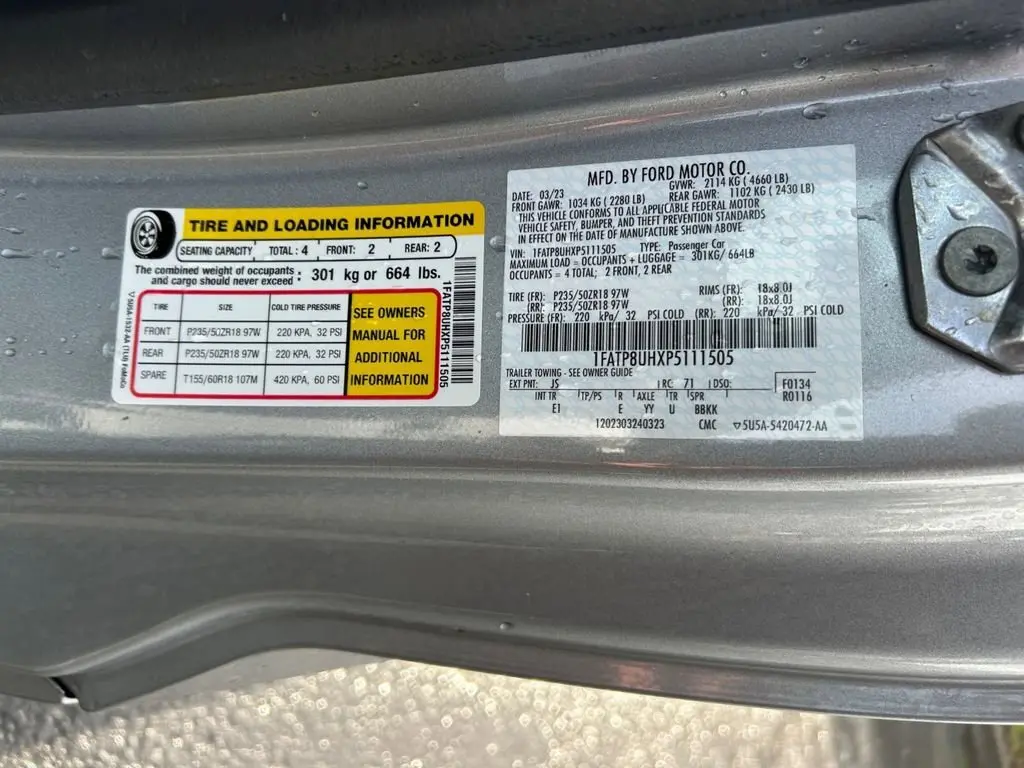 TIRE AND LOADING INFORMATION
SEATING CAPACITY TOTAL : 4 FRONT: 2 REAR: 2
The combined weight of occupants and cargo should never exceed : 301 kg or 664 lbs.
TIRE SIZE COLD TIRE PRESSURE
FRONT P235/50ZR18 97W 220 KPA, 32 PSI
REAR P235/50ZR18 97W 220 KPA, 32 PSI
SPARE T155/60R18 107M 420 KPA, 60 PSI
SEE OWNERS
MANUAL FOR
ADDITIONAL
INFORMATION
5U5A-1532-AA (TLB) FoMoCo
1FATP8UHXP5111505
MFD. BY FORD MOTOR CO.
DATE: 03/23 GVWR: 2114 KG ( 4660 LB)
FRONT GAWR: 1034 KG ( 2280 LB) REAR GAWR: 1102 KG ( 2430 LB)
THIS VEHICLE CONFORMS TO ALL APPLICABLE FEDERAL MOTOR
VEHICLE SAFETY, BUMPER, AND THEFT PREVENTION STANDARDS
IN EFFECT ON THE DATE OF MANUFACTURE SHOWN ABOVE.
VIN: 1FATP8UHXP5111505 TYPE: Passenger Car
MAXIMUM LOAD = OCCUPANTS + LUGGAGE = 301KG/ 664LB
OCCUPANTS = 4 TOTAL; 2 FRONT, 2 REAR
TIRE (FR): P235/50ZR18 97W RIMS (FR): 18x8.0J
(RR): P235/50ZR18 97W (RR): 18x8.0J
PRESSURE (FR): 220 kPa/ 32 PSI COLD (RR): 220 kPa/ 32 PSI COLD
1FATP8UHXP5111505
TRAILER TOWING - SEE OWNER GUIDE
EXT PNT: JS RC: 71 DSO: F0134
INT TR TP/PS R AXLE TR SPR R0116
E1 E YY U BBKK
1202303240323 CMC 5U5A-5420472-AA